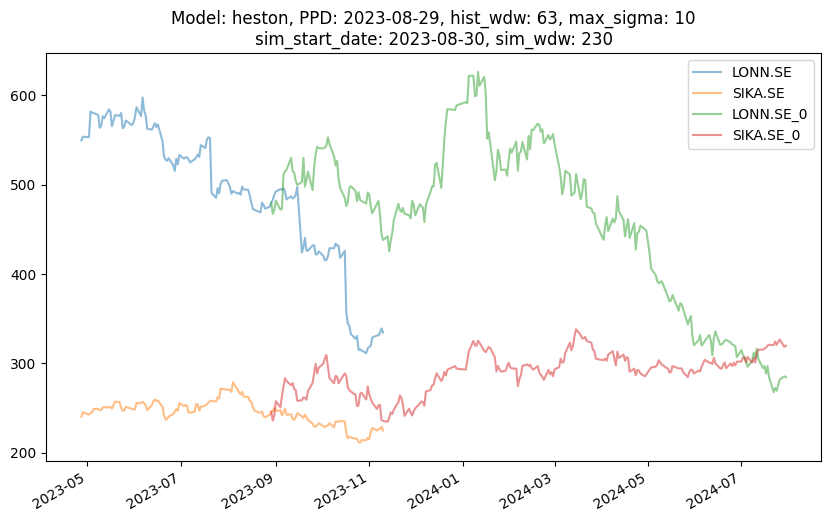 Model: heston, PPD: 2023-08-29, hist_wdw: 63, max_sigma: 10
sim_start_date: 2023-08-30, sim_wdw: 230
LONN.SE
SIKA.SE
LONN.SE_0
SIKA.SE_0
600
500
400
300
200
2023-05
2023-07
2023-09
2023-11
2024-01
2024-03
2024-05
2024-07